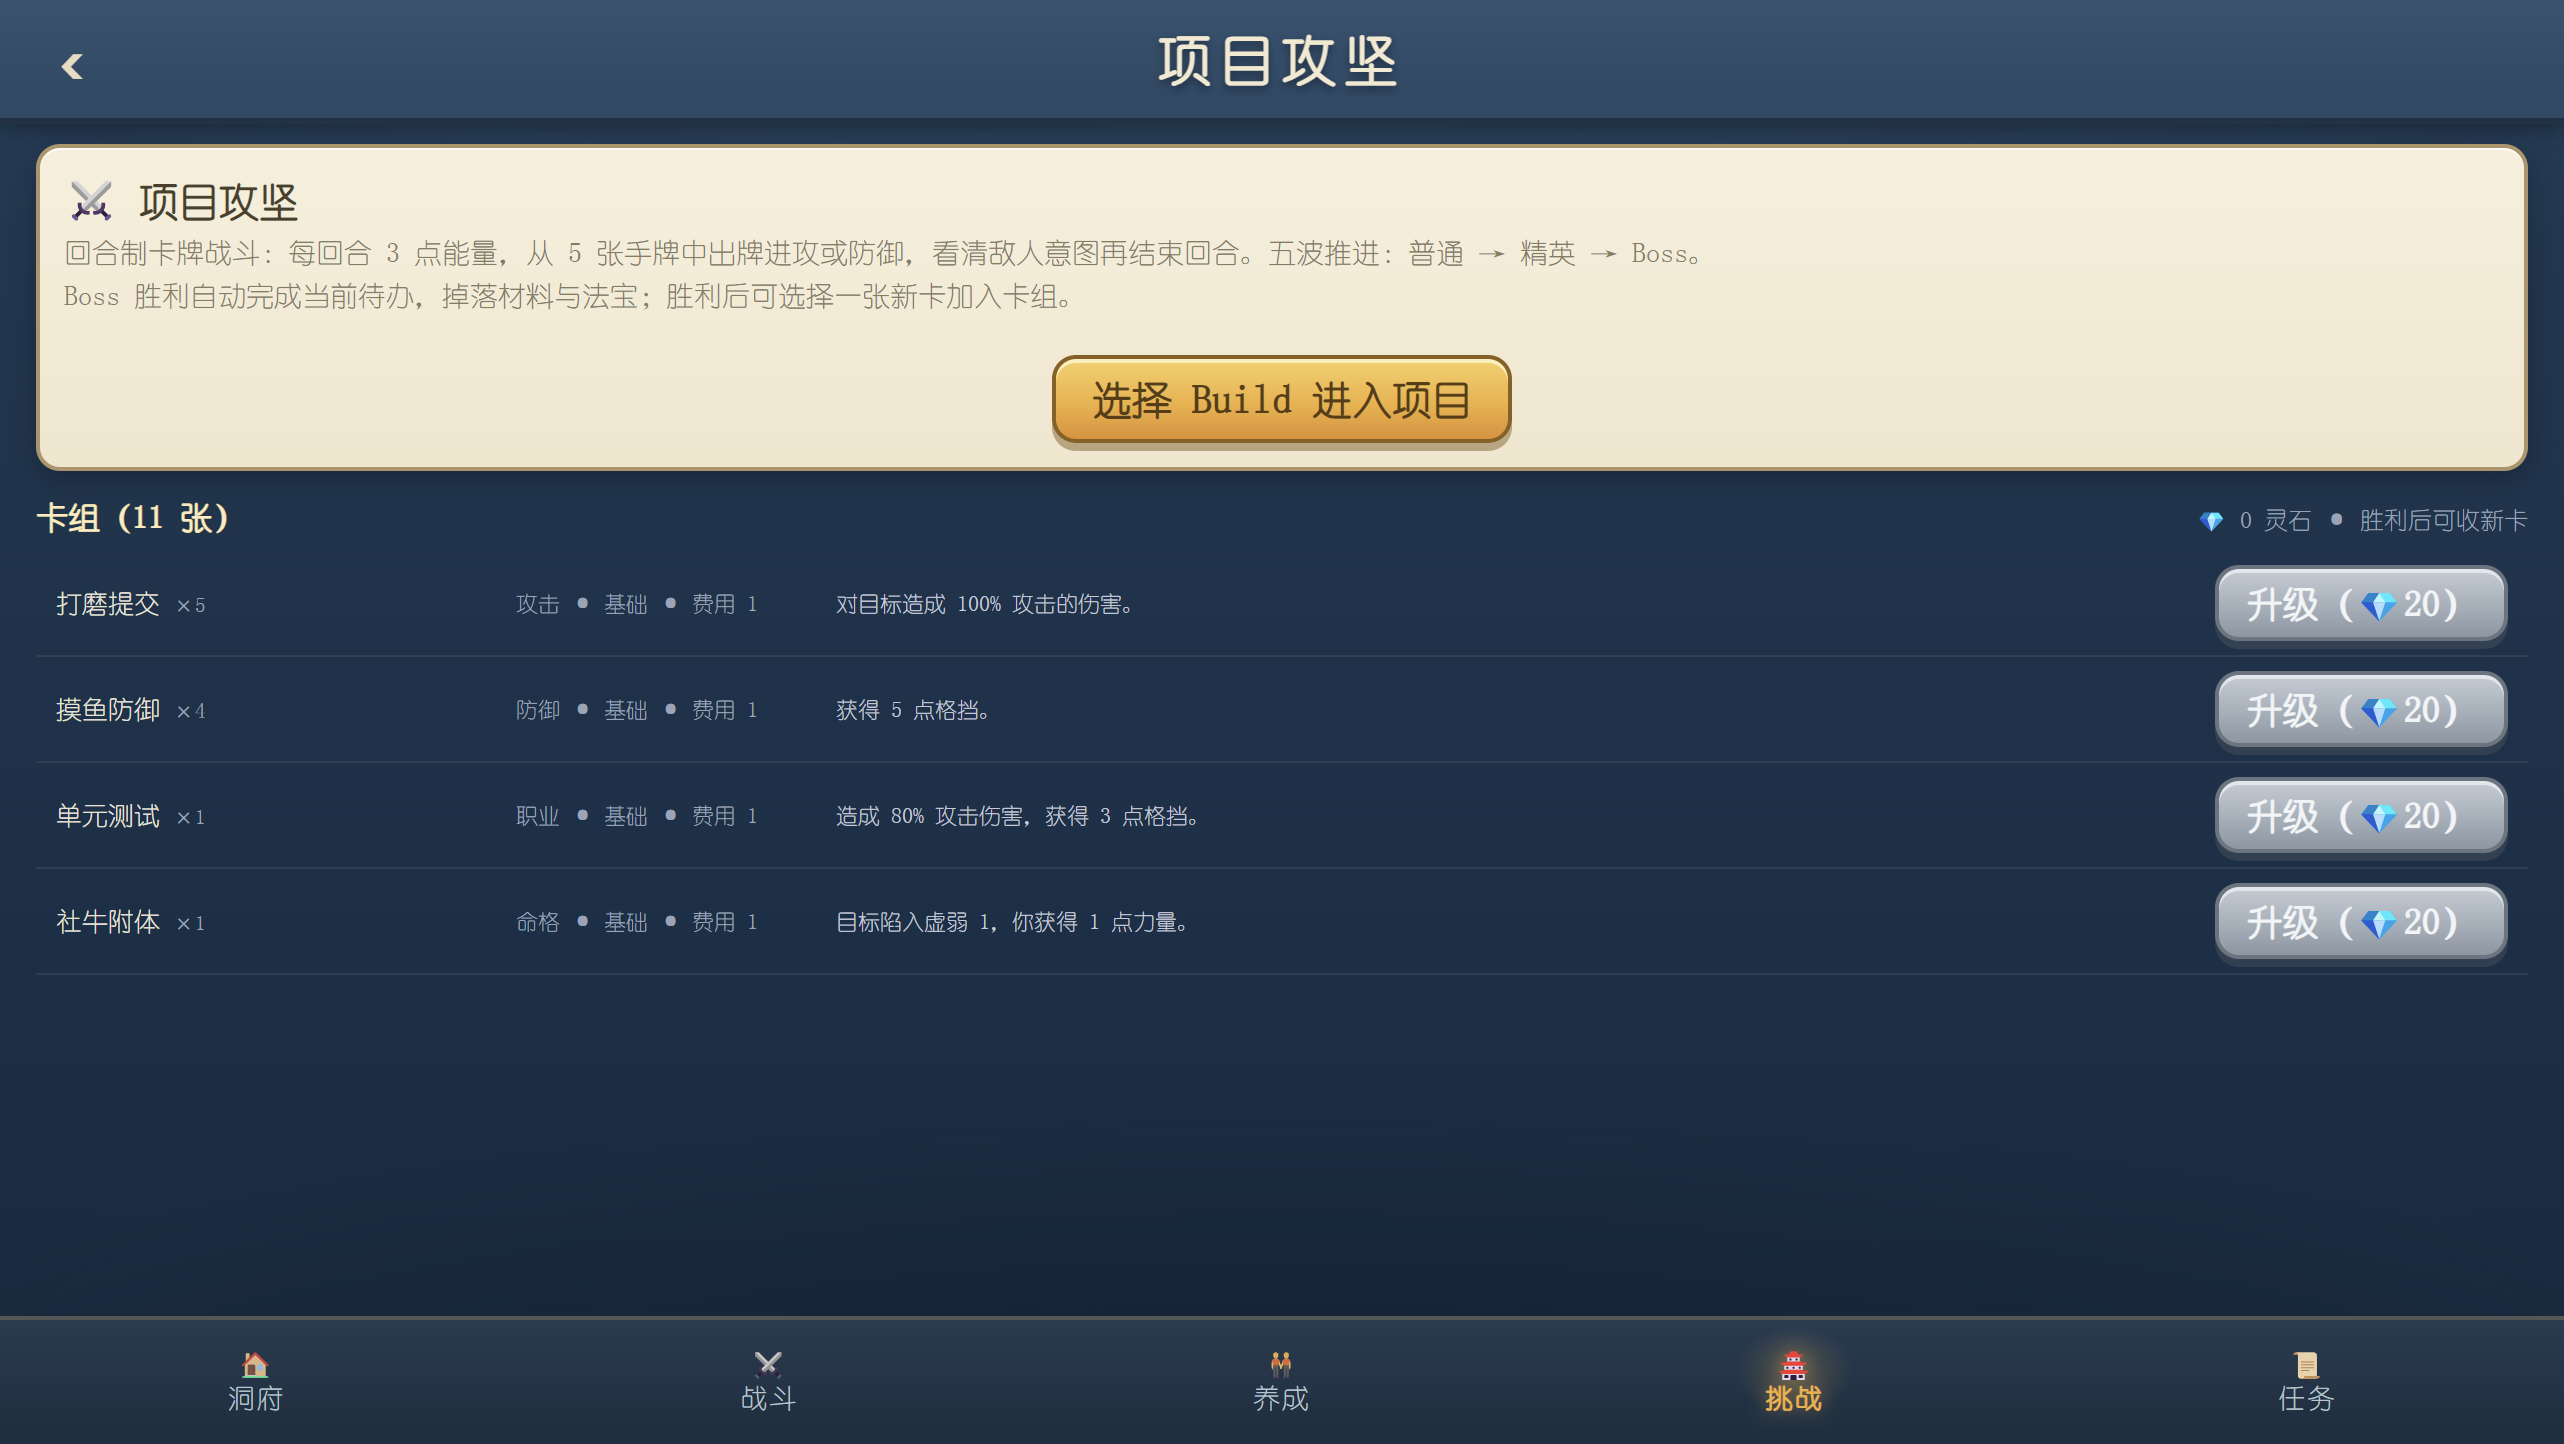 项目攻坚
项目攻坚
回合制卡牌战斗：每回合 3 点能量，从 5 张手牌中出牌进攻或防御，看清敌人意图再结束回合。五波推进：普通 → 精英 → Boss。
Boss 胜利自动完成当前待办，掉落材料与法宝；胜利后可选择一张新卡加入卡组。
选择 Build 进入项目
卡组（11 张）
0 灵石 • 胜利后可收新卡
打磨提交 ×5 攻击 • 基础 • 费用 1 对目标造成 100% 攻击的伤害。 升级（💎20）
摸鱼防御 ×4 防御 • 基础 • 费用 1 获得 5 点格挡。 升级（💎20）
单元测试 ×1 职业 • 基础 • 费用 1 造成 80% 攻击伤害，获得 3 点格挡。 升级（💎20）
社牛附体 ×1 命格 • 基础 • 费用 1 目标陷入虚弱 1，你获得 1 点力量。 升级（💎20）
洞府 战斗 养成 挑战 任务